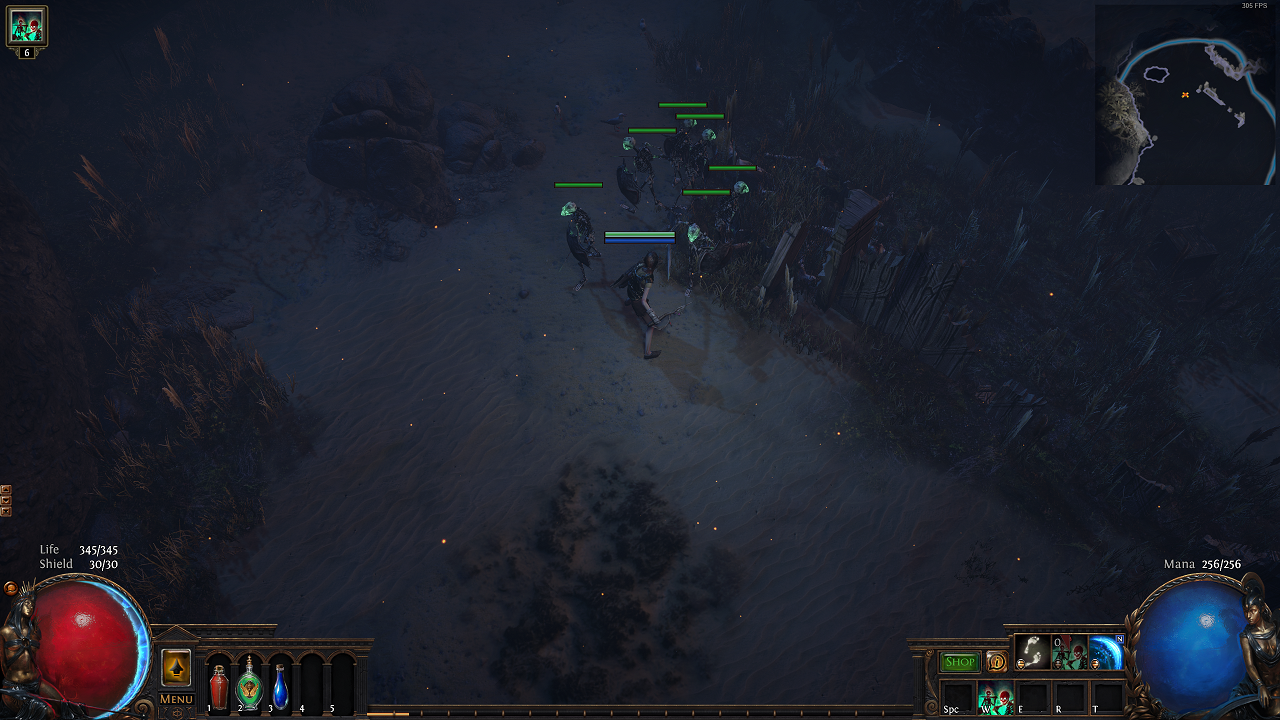 305 FPS
6
Life 345/345
Shield 30/30
Mana 256/256
MENU
1 2 3 4 5
SHOP
O N
Spc W E R T